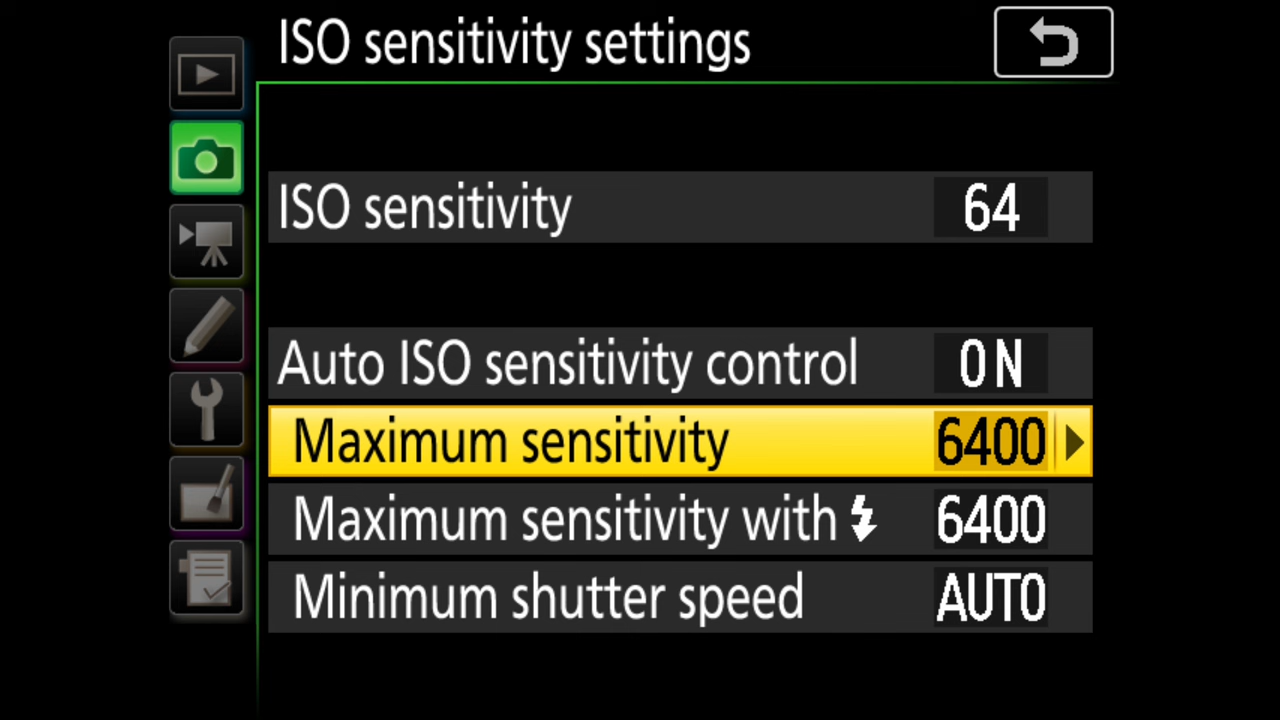 ISO sensitivity settings
ISO sensitivity 64
Auto ISO sensitivity control ON
Maximum sensitivity 6400
Maximum sensitivity with 6400
Minimum shutter speed AUTO